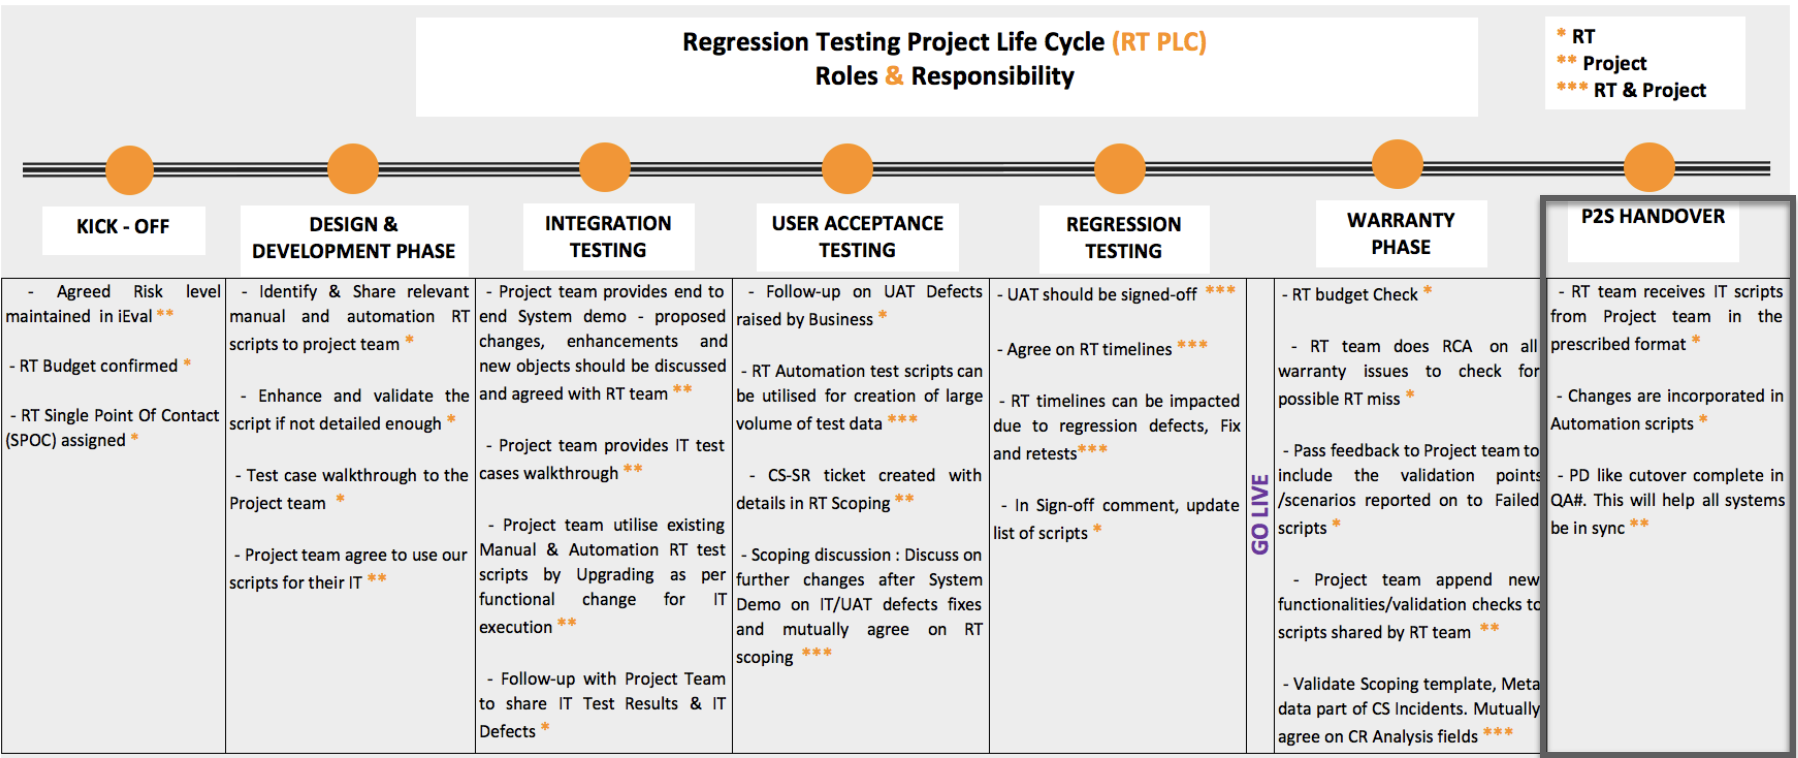 Regression Testing Project Life Cycle (RT PLC)
Roles & Responsibility
* RT
** Project
*** RT & Project
KICK - OFF
- Agreed Risk level
maintained in iEval **
- RT Budget confirmed *
- RT Single Point Of Contact
(SPOC) assigned *
DESIGN &
DEVELOPMENT PHASE
- Identify & Share relevant
manual and automation RT
scripts to project team *
- Enhance and validate the
script if not detailed enough *
- Test case walkthrough to the
Project team *
- Project team agree to use our
scripts for their IT **
INTEGRATION
TESTING
- Project team provides end to
end System demo - proposed
changes, enhancements and
new objects should be discussed
and agreed with RT team **
- Project team provides IT test
cases walkthrough **
- Project team utilise existing
Manual & Automation RT test
scripts by Upgrading as per
functional change for IT
execution **
- Follow-up with Project Team
to share IT Test Results & IT
Defects *
USER ACCEPTANCE
TESTING
- Follow-up on UAT Defects
raised by Business *
- RT Automation test scripts can
be utilised for creation of large
volume of test data ***
- CS-SR ticket created with
details in RT Scoping **
- Scoping discussion : Discuss on
further changes after System
Demo on IT/UAT defects fixes
and mutually agree on RT
scoping ***
REGRESSION
TESTING
- UAT should be signed-off ***
- Agree on RT timelines ***
- RT timelines can be impacted
due to regression defects, Fix
and retests***
- In Sign-off comment, update
list of scripts *
GO LIVE
WARRANTY
PHASE
- RT budget Check *
- RT team does RCA on all
warranty issues to check for
possible RT miss *
- Pass feedback to Project team to
include the validation points
/scenarios reported on to Failed
scripts *
- Project team append new
functionalities/validation checks to
scripts shared by RT team **
- Validate Scoping template, Meta
data part of CS Incidents. Mutually
agree on CR Analysis fields ***
P2S HANDOVER
- RT team receives IT scripts
from Project team in the
prescribed format *
- Changes are incorporated in
Automation scripts *
- PD like cutover complete in
QA#. This will help all systems
be in sync **